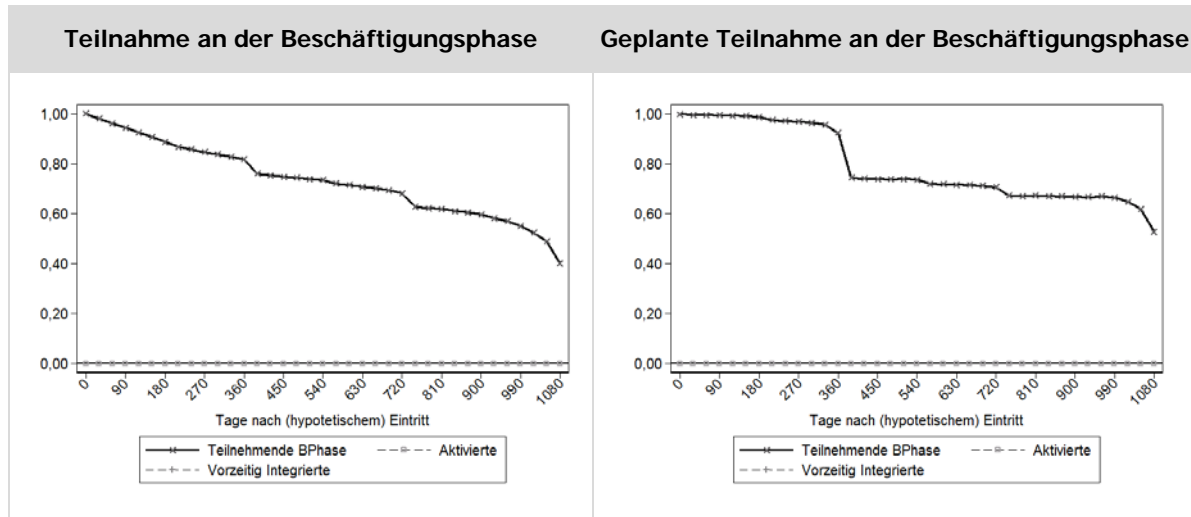 Teilnahme an der Beschäftigungsphase
Geplante Teilnahme an der Beschäftigungsphase
1,00
0,80
0,60
0,40
0,20
0,00
0 90 180 270 360 450 540 630 720 810 900 990 1080
Tage nach (hypotetischem) Eintritt
Teilnehmende BPhase Aktivierte
Vorzeitig Integrierte
1,00
0,80
0,60
0,40
0,20
0,00
0 90 180 270 360 450 540 630 720 810 900 990 1080
Tage nach (hypotetischem) Eintritt
Teilnehmende BPhase Aktivierte
Vorzeitig Integrierte